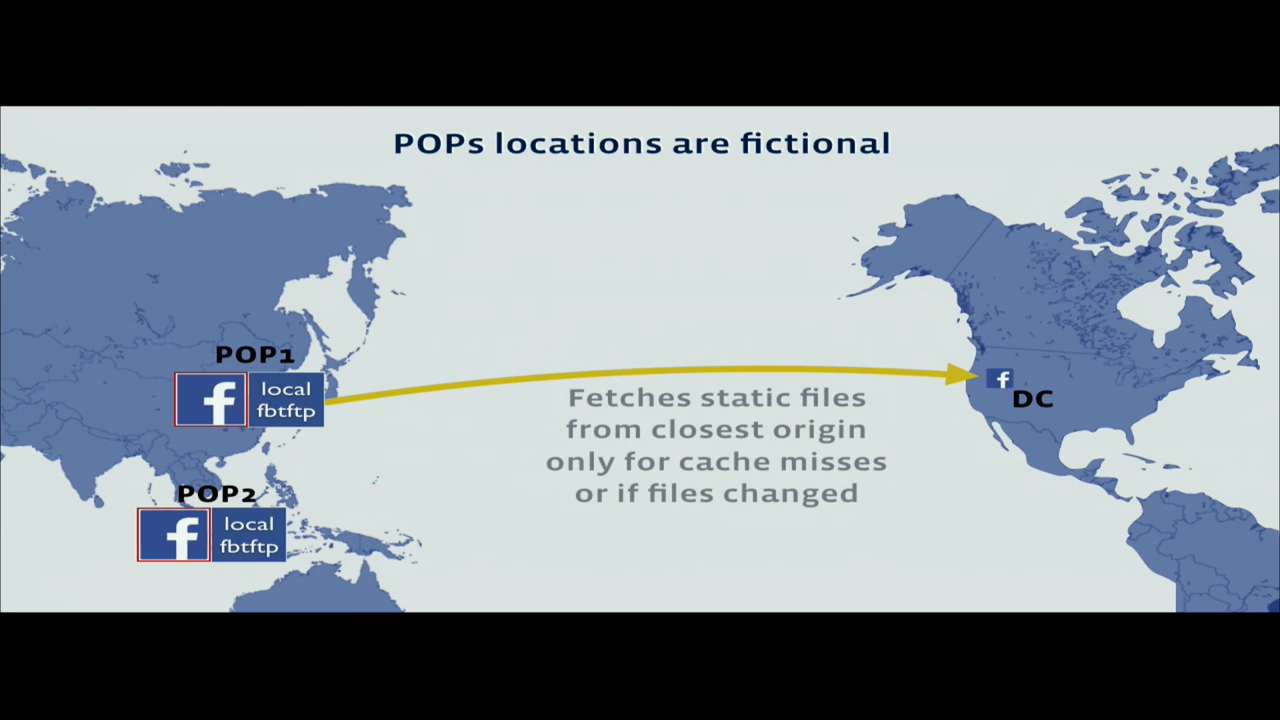 POPs locations are fictional
POP1
f
local
fbtftp
f
DC
Fetches static files
from closest origin
only for cache misses
or if files changed
POP2
f
local
fbtftp